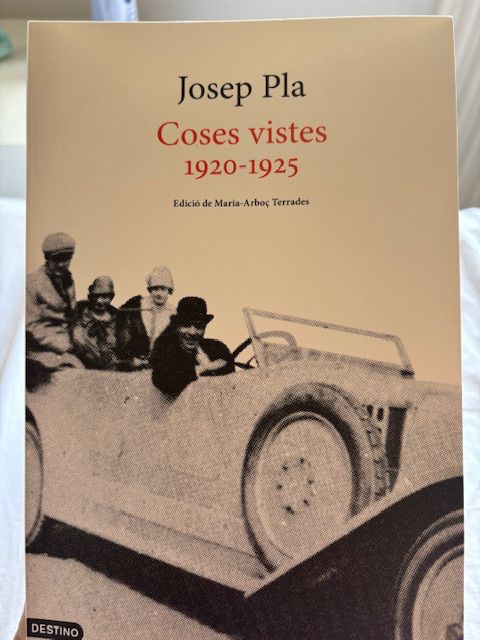 Josep Pla
Coses vistes
1920-1925
Edició de Maria-Arboç Terrades
DESTINO